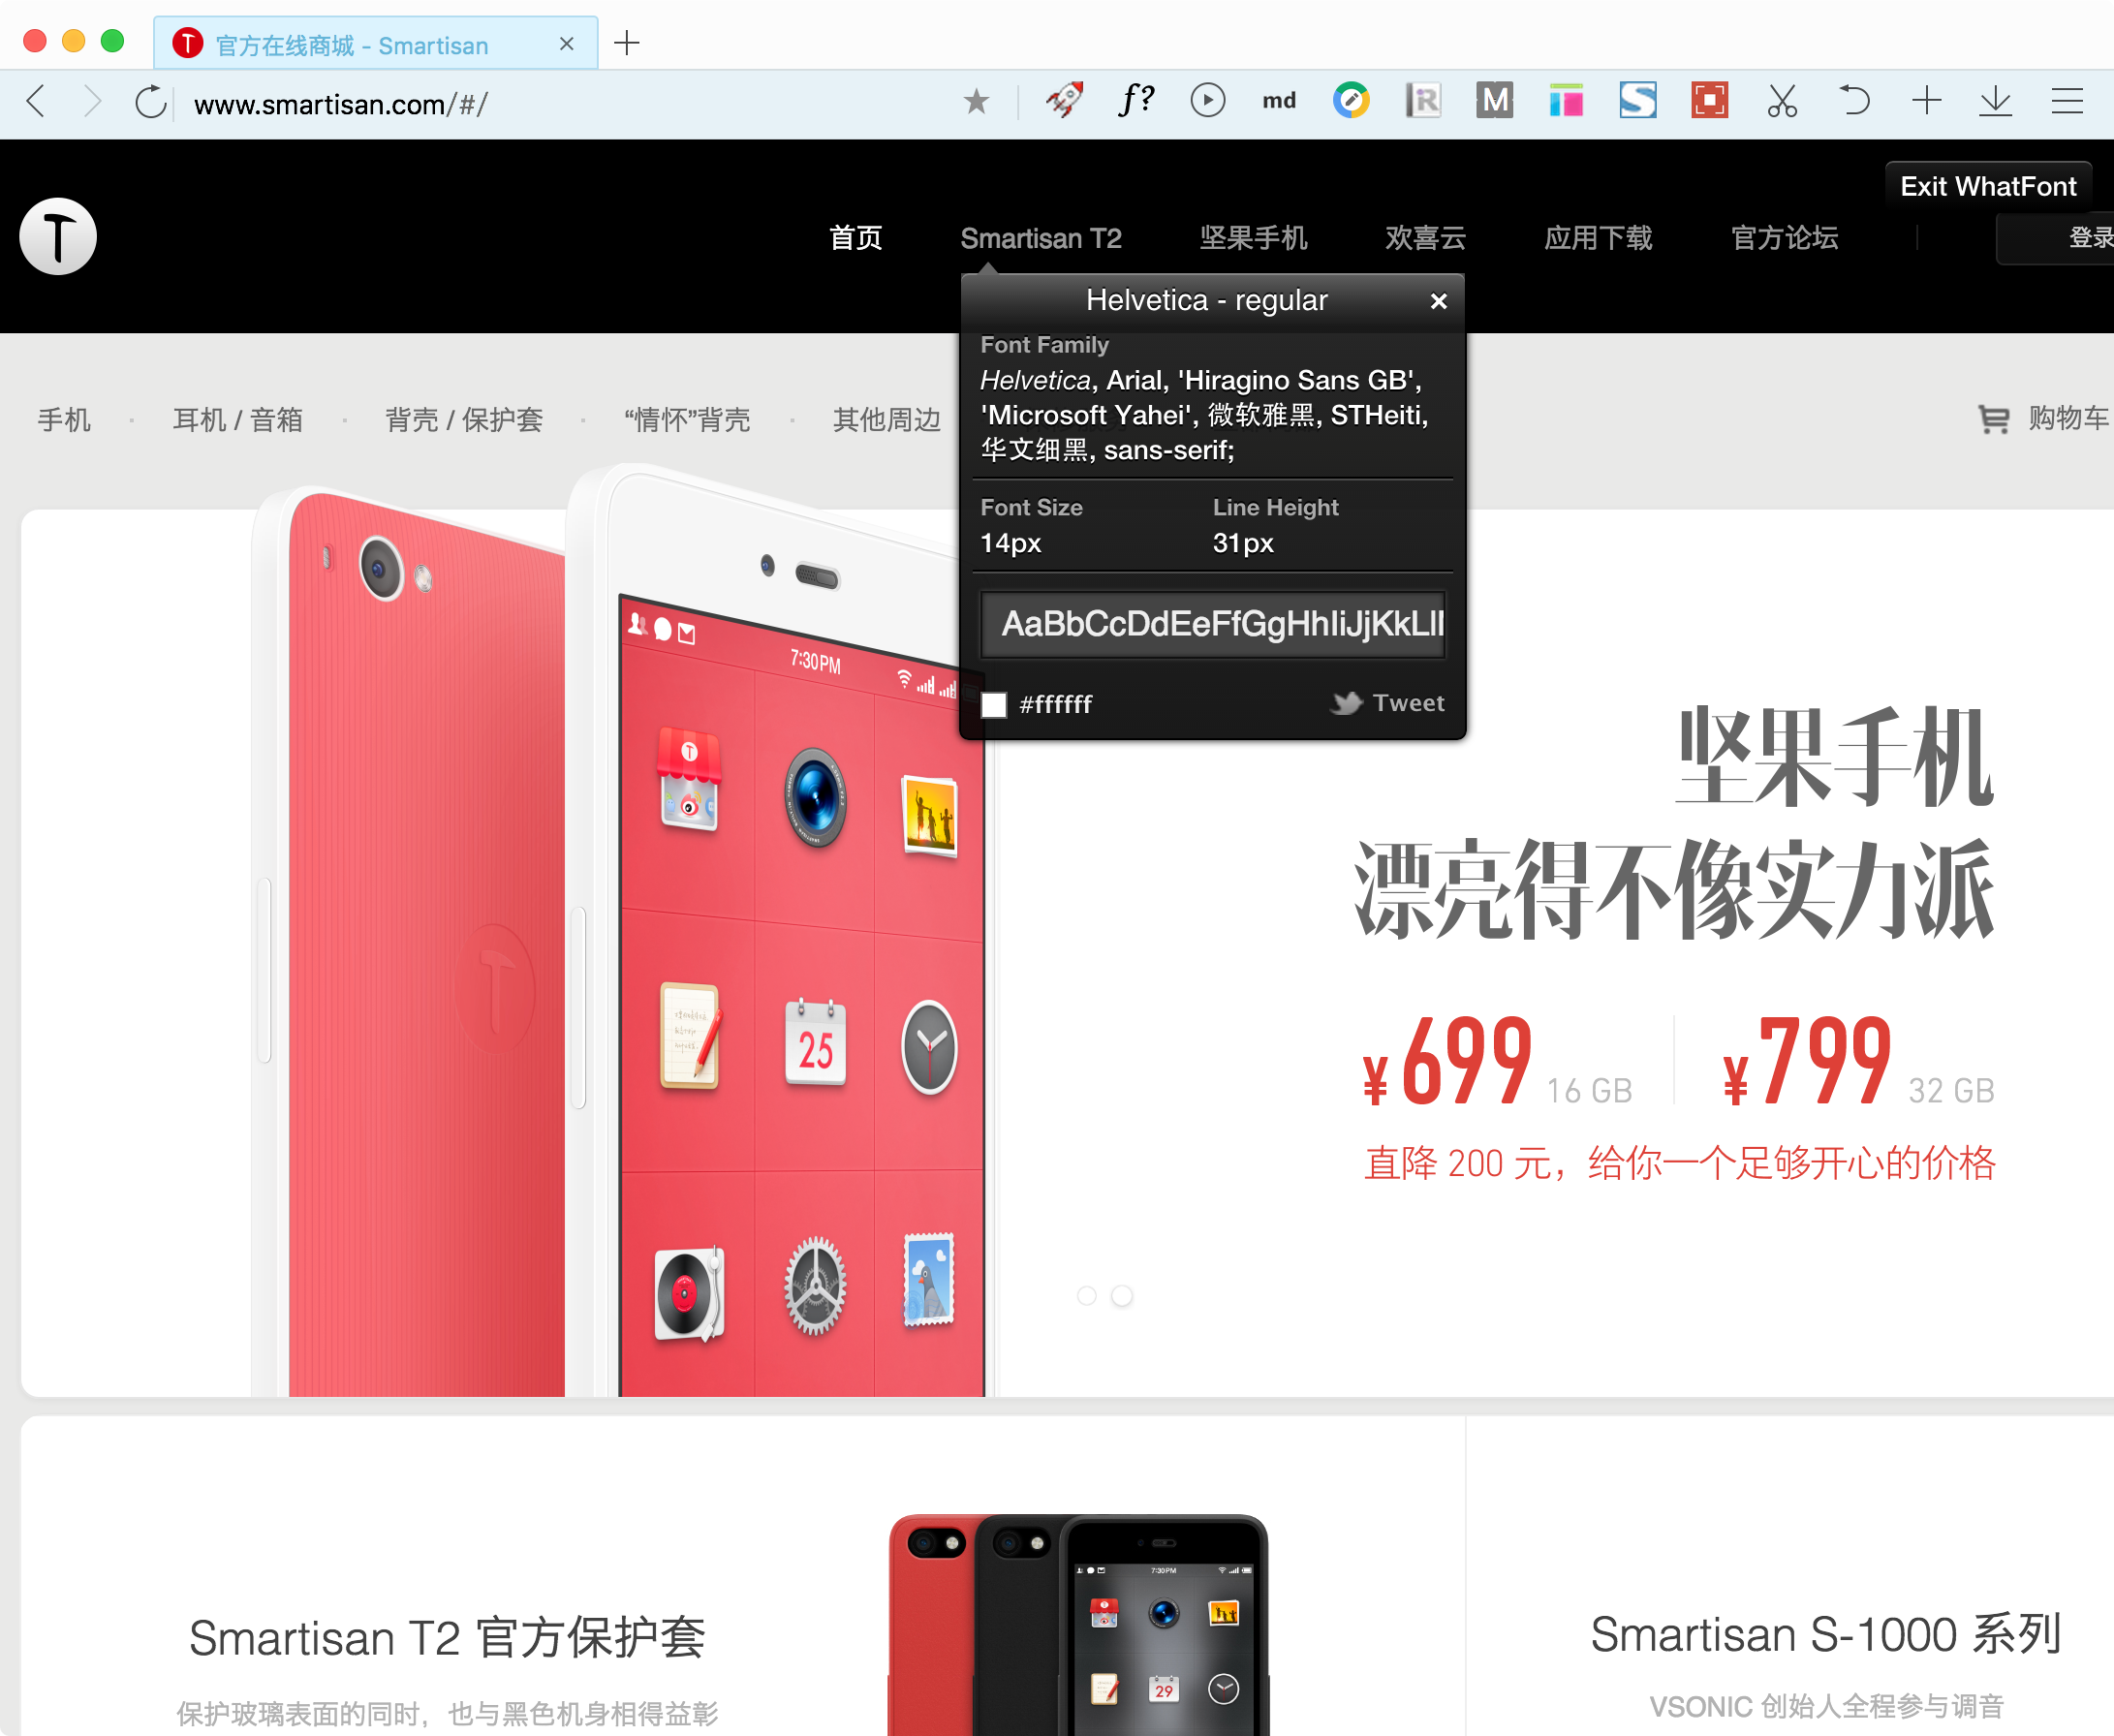 官方在线商城 - Smartisan
www.smartisan.com/#/
f?
md
R
M
S
Exit WhatFont
首页
Smartisan T2
坚果手机
欢喜云
应用下载
官方论坛
登录
Helvetica - regular
Font Family
Helvetica, Arial, 'Hiragino Sans GB',
'Microsoft Yahei', 微软雅黑, STHeiti,
华文细黑, sans-serif;
Font Size
Line Height
14px
31px
AaBbCcDdEeFfGgHhIiJjKkLl
#ffffff
Tweet
手机 · 耳机 / 音箱 · 背壳 / 保护套 · “情怀”背壳 · 其他周边
购物车
7:30PM
25
坚果手机
漂亮得不像实力派
¥699 16 GB
¥799 32 GB
直降 200 元，给你一个足够开心的价格
Smartisan T2 官方保护套
保护玻璃表面的同时，也与黑色机身相得益彰
7:30PM
29
Smartisan S-1000 系列
VSONIC 创始人全程参与调音